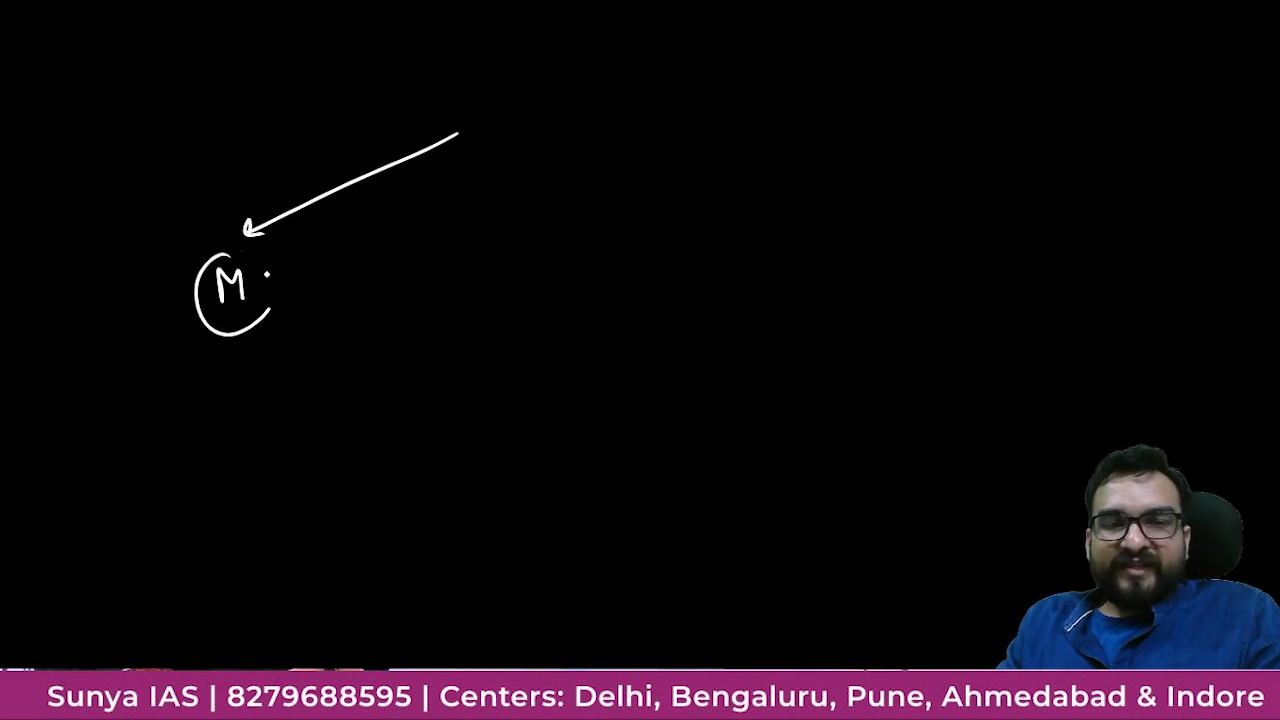 M
Sunya IAS | 8279688595 | Centers: Delhi, Bengaluru, Pune, Ahmedabad & Indore